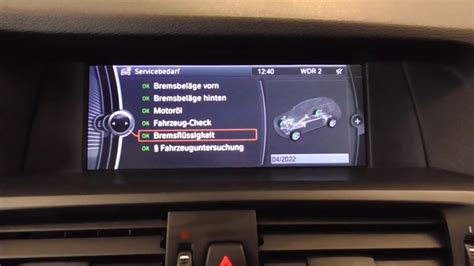 Servicebedarf 12:40 WDR 2
OK Bremsbeläge vorn
OK Bremsbeläge hinten
OK Motoröl
OK Fahrzeug-Check
OK Bremsflüssigkeit
OK § Fahrzeuguntersuchung
04/2022